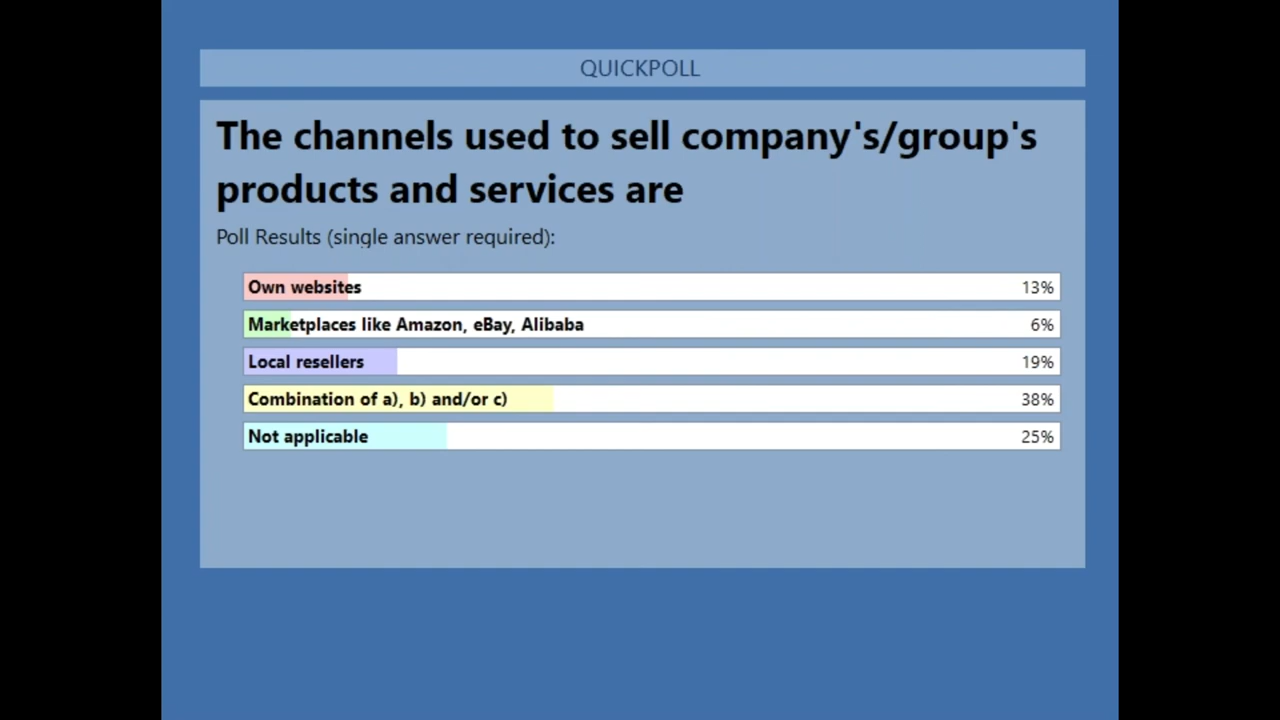 QUICKPOLL
The channels used to sell company's/group's
products and services are
Poll Results (single answer required):
Own websites 13%
Marketplaces like Amazon, eBay, Alibaba 6%
Local resellers 19%
Combination of a), b) and/or c) 38%
Not applicable 25%